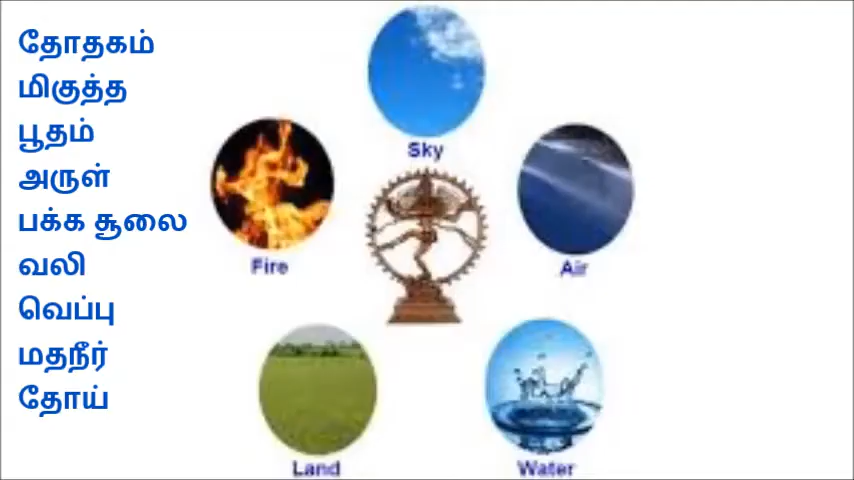 தோதகம்
மிகுத்த
பூதம்
அருள்
பக்க சூலை
வலி
வெப்பு
மதநீர்
தோய்
Sky
Fire
Air
Land
Water